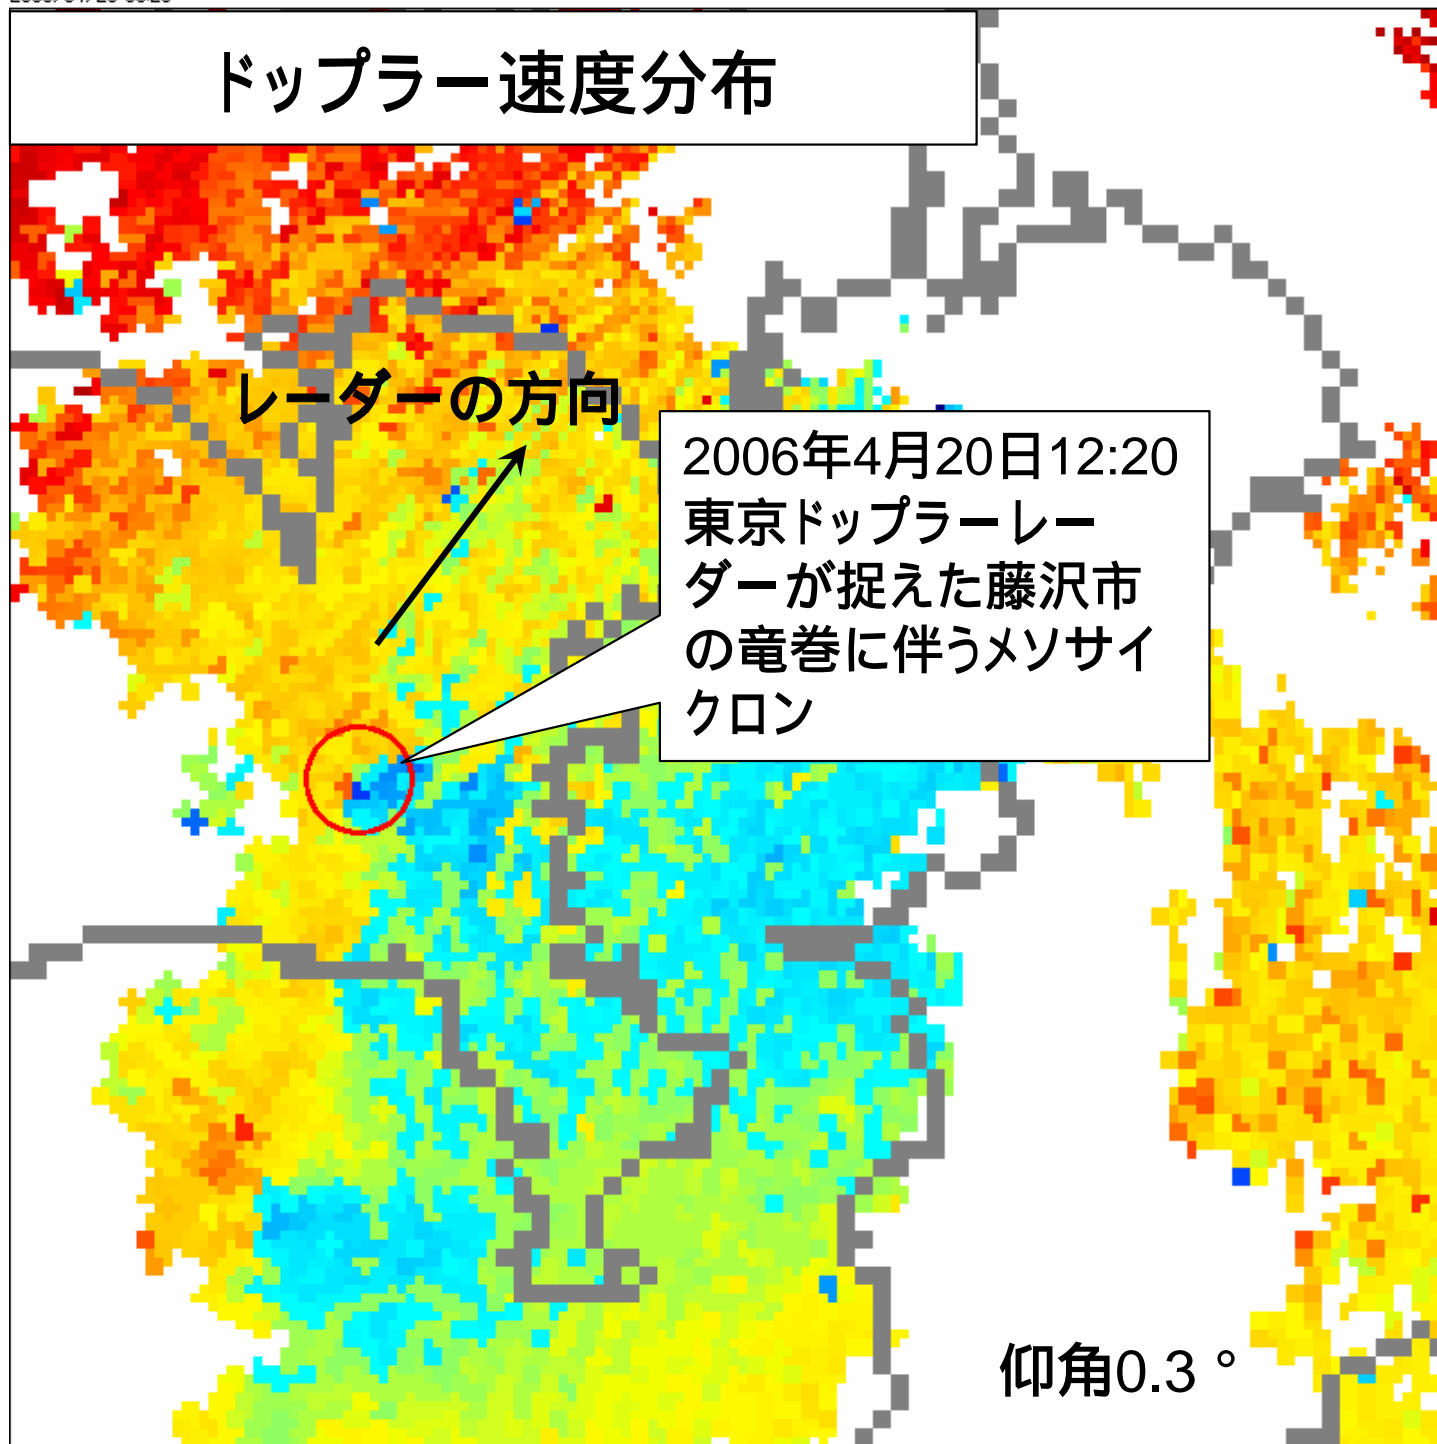 ドップラー速度分布
レーダーの方向
2006年4月20日12:20
東京ドップラーレー
ダーが捉えた藤沢市
の竜巻に伴うメソサイ
クロン
仰角0.3 °